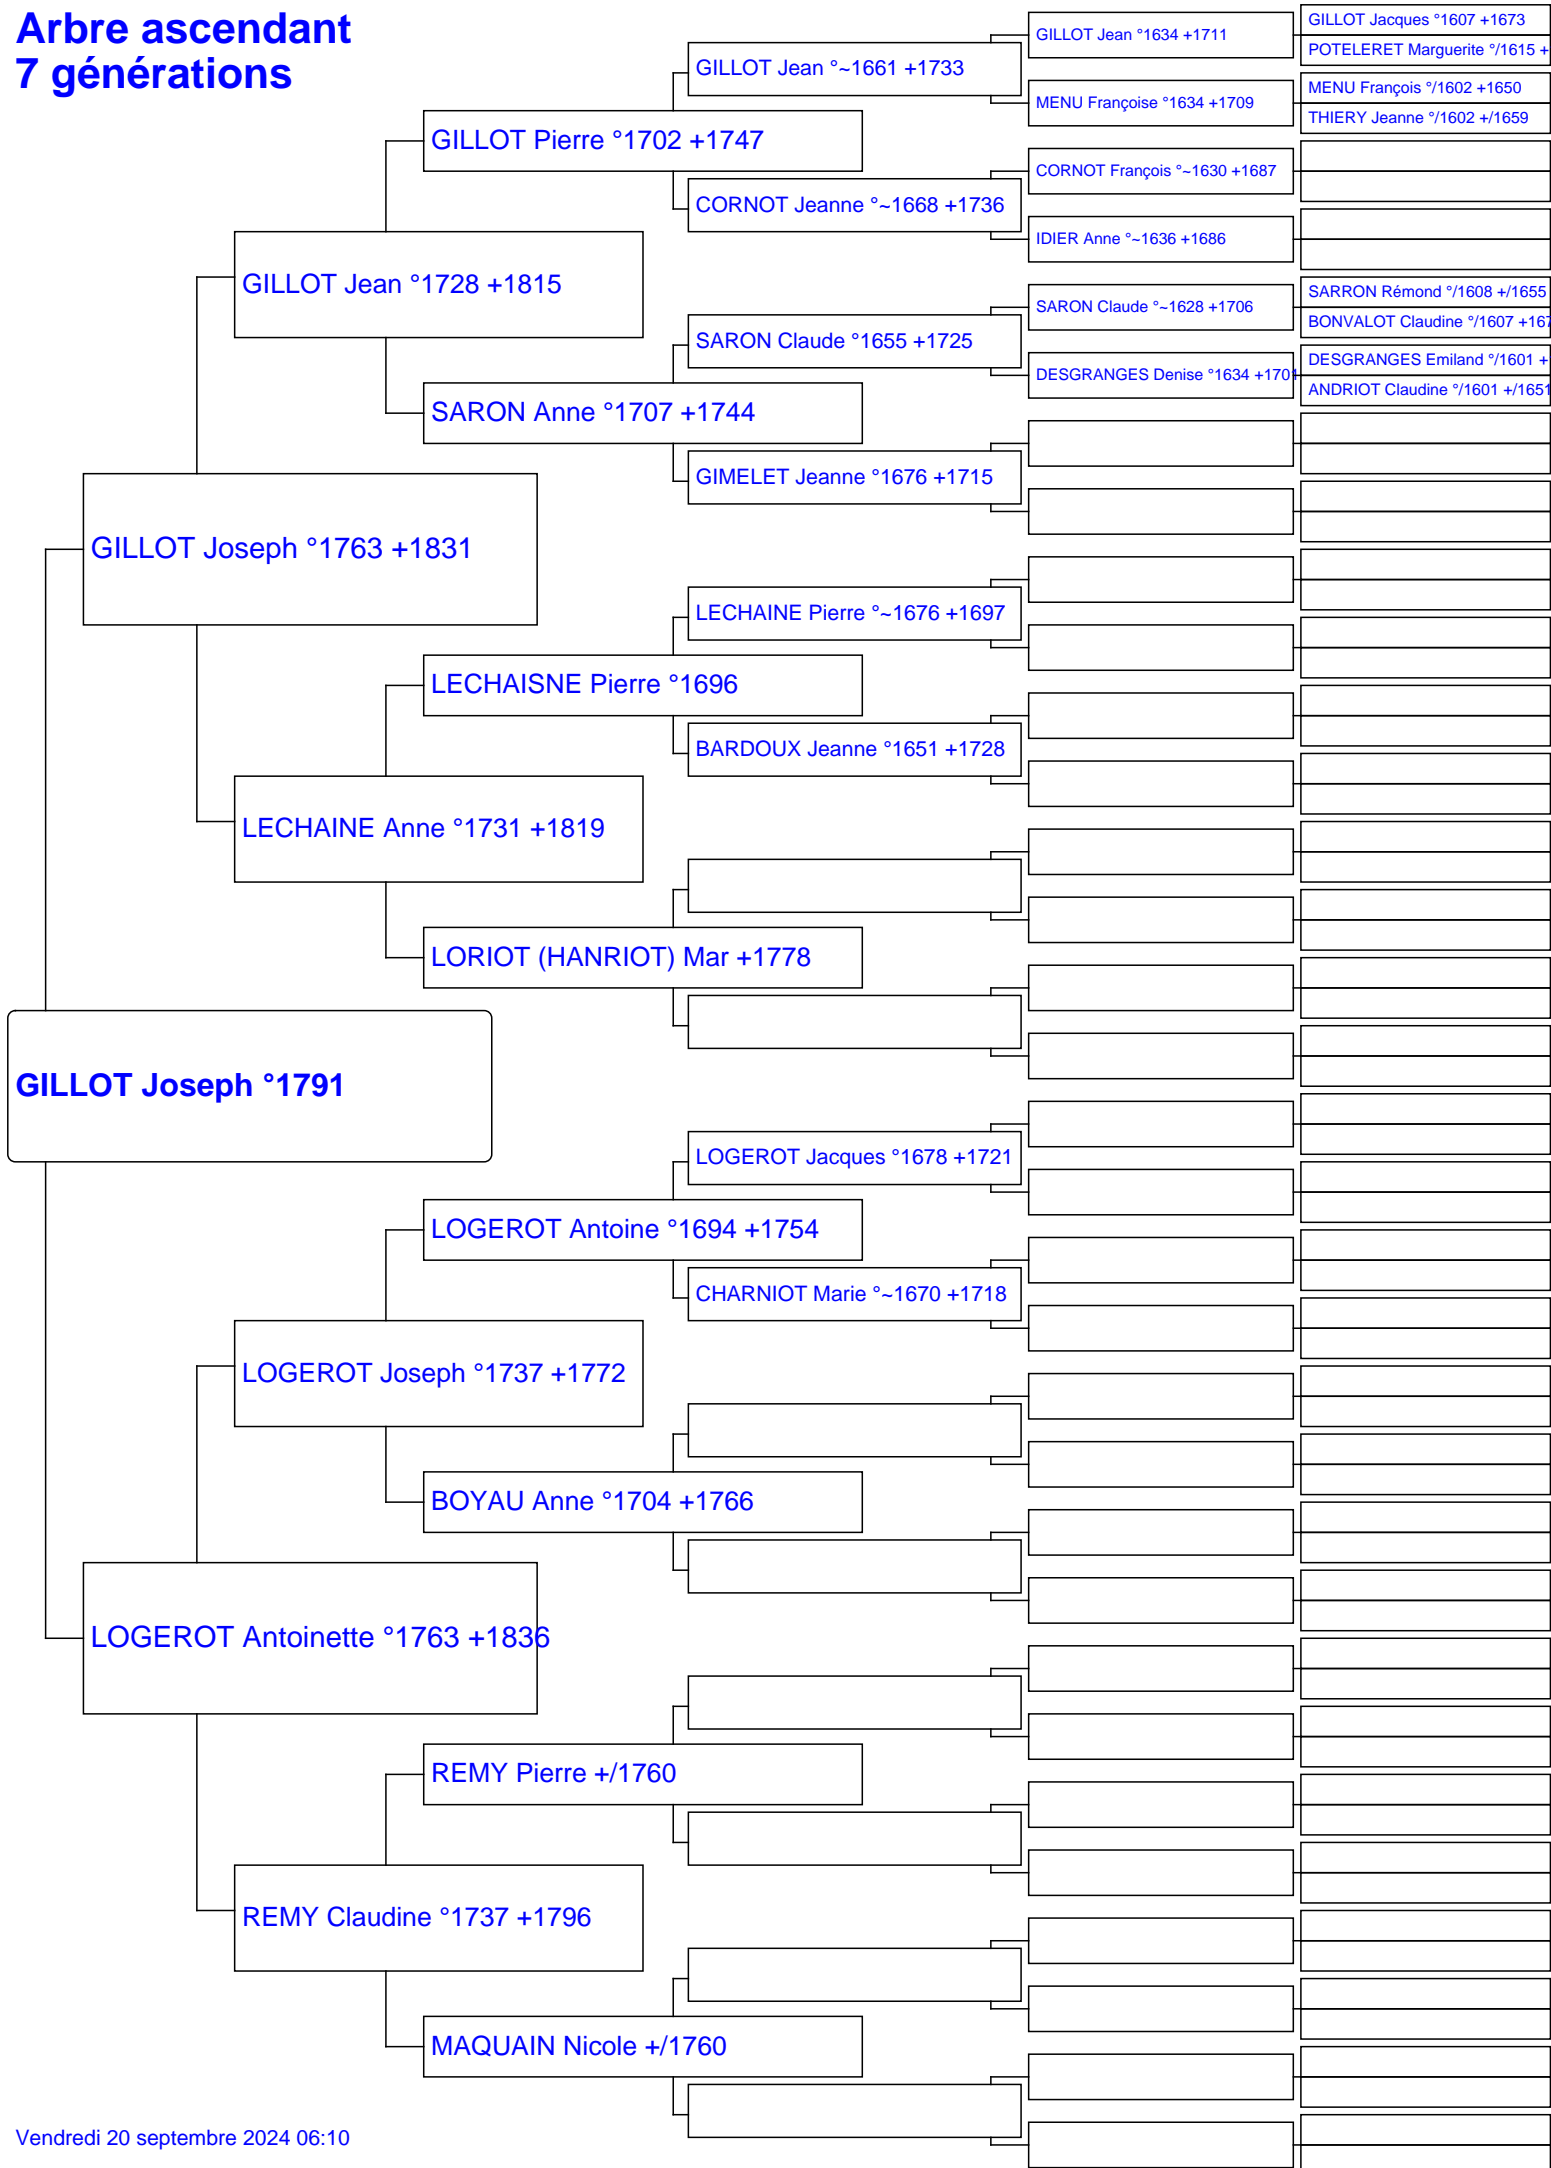 Arbre ascendant
7 générations
GILLOT Jacques °1607 +1673
GILLOT Jean °1634 +1711
POTELERET Marguerite °/1615 +
GILLOT Jean °~1661 +1733
MENU François °/1602 +1650
MENU Françoise °1634 +1709
THIERY Jeanne °/1602 +/1659
GILLOT Pierre °1702 +1747
CORNOT François °~1630 +1687
CORNOT Jeanne °~1668 +1736
IDIER Anne °~1636 +1686
GILLOT Jean °1728 +1815
SARRON Rémond °/1608 +/1655
SARON Claude °~1628 +1706
BONVALOT Claudine °/1607 +167
SARON Claude °1655 +1725
DESGRANGES Emiland °/1601 +
DESGRANGES Denise °1634 +1701
ANDRIOT Claudine °/1601 +/1651
SARON Anne °1707 +1744
GIMELET Jeanne °1676 +1715
GILLOT Joseph °1763 +1831
LECHAINE Pierre °~1676 +1697
LECHAISNE Pierre °1696
BARDOUX Jeanne °1651 +1728
LECHAINE Anne °1731 +1819
LORIOT (HANRIOT) Mar +1778
GILLOT Joseph °1791
LOGEROT Jacques °1678 +1721
LOGEROT Antoine °1694 +1754
CHARNIOT Marie °~1670 +1718
LOGEROT Joseph °1737 +1772
BOYAU Anne °1704 +1766
LOGEROT Antoinette °1763 +1836
REMY Pierre +/1760
REMY Claudine °1737 +1796
MAQUAIN Nicole +/1760
Vendredi 20 septembre 2024 06:10